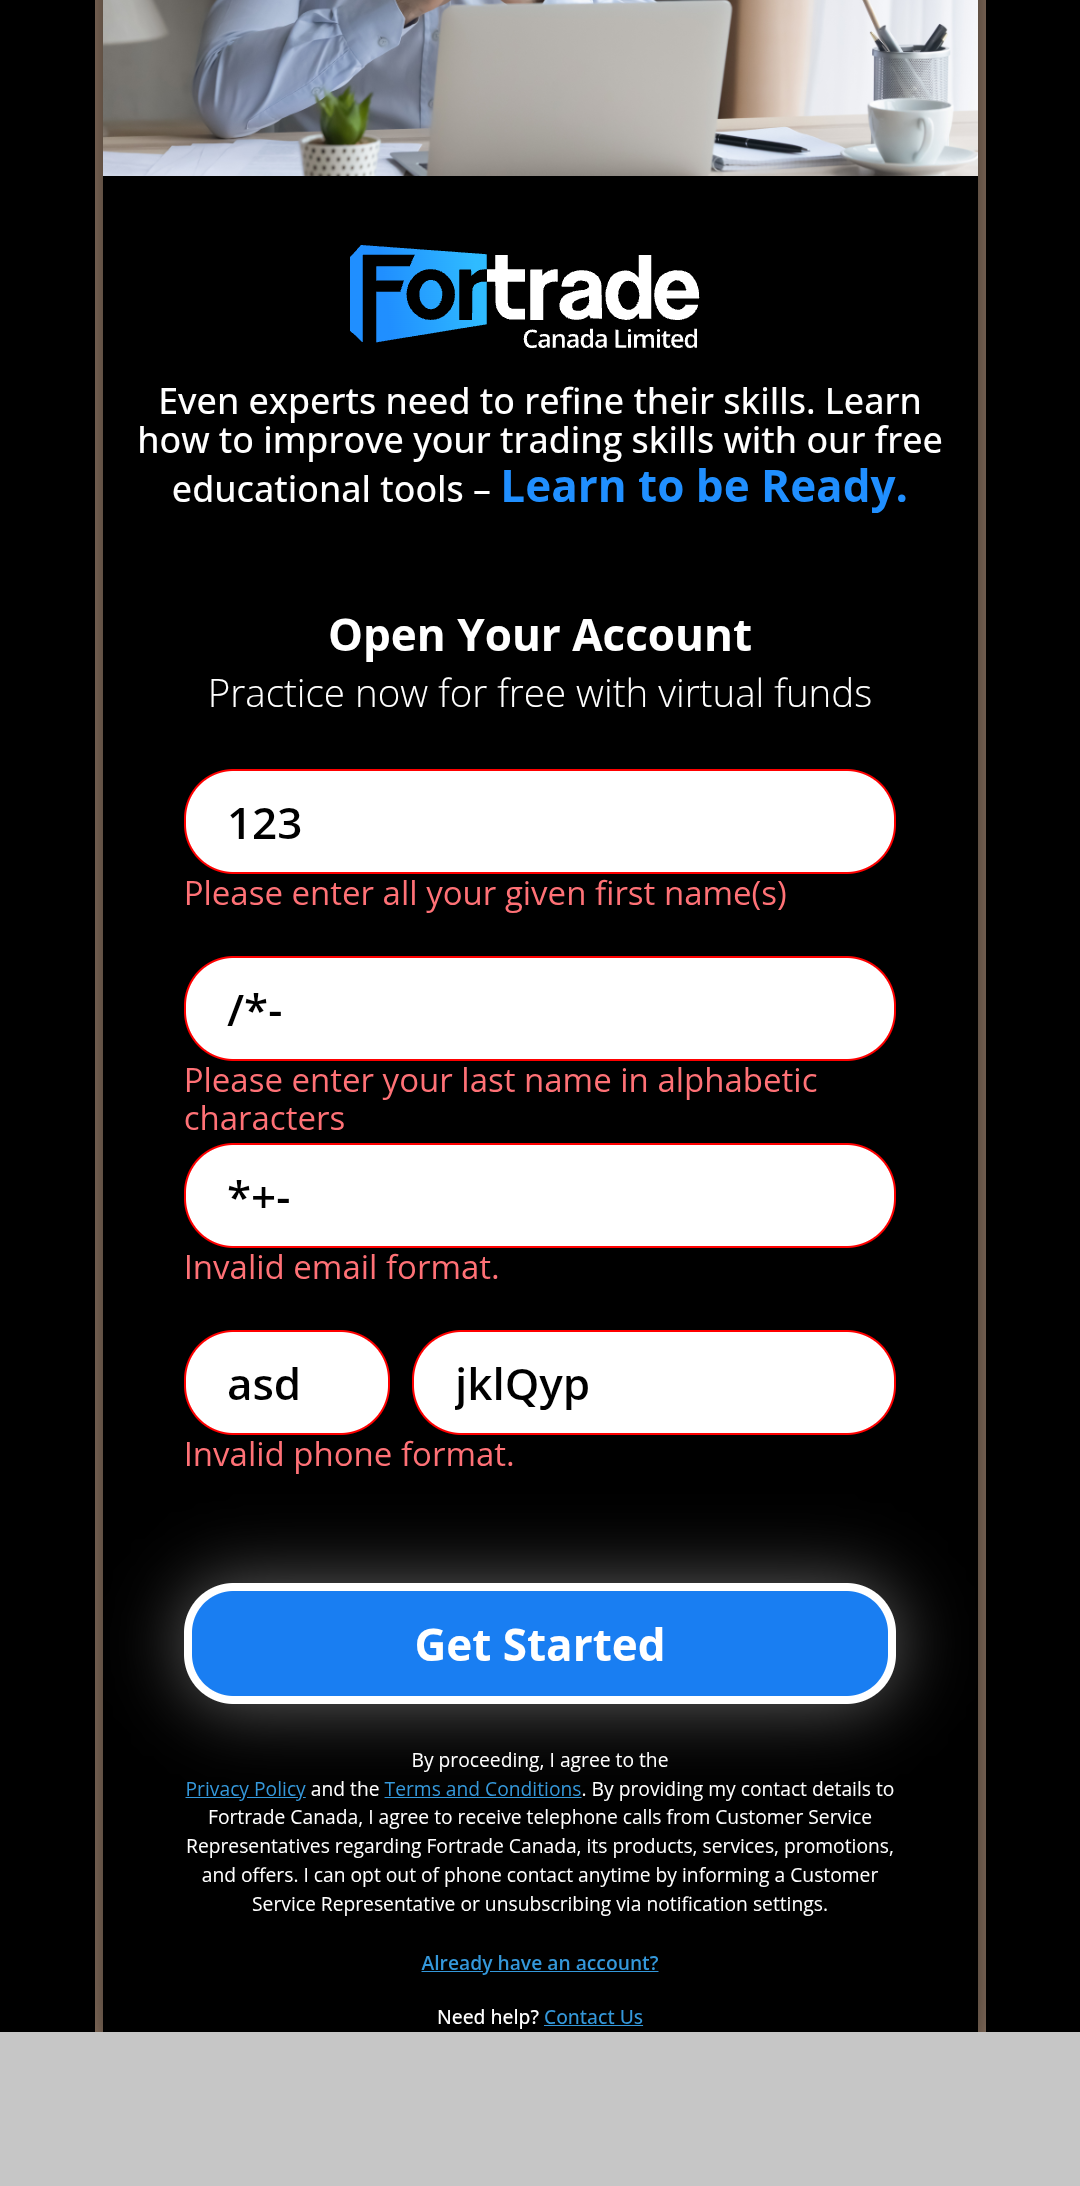 Fortrade
Canada Limited
Even experts need to refine their skills. Learn
how to improve your trading skills with our free
educational tools – Learn to be Ready.
Open Your Account
Practice now for free with virtual funds
123
Please enter all your given first name(s)
/*-
Please enter your last name in alphabetic
characters
*+-
Invalid email format.
asd jklQyp
Invalid phone format.
Get Started
By proceeding, I agree to the
Privacy Policy and the Terms and Conditions. By providing my contact details to
Fortrade Canada, I agree to receive telephone calls from Customer Service
Representatives regarding Fortrade Canada, its products, services, promotions,
and offers. I can opt out of phone contact anytime by informing a Customer
Service Representative or unsubscribing via notification settings.
Already have an account?
Need help? Contact Us